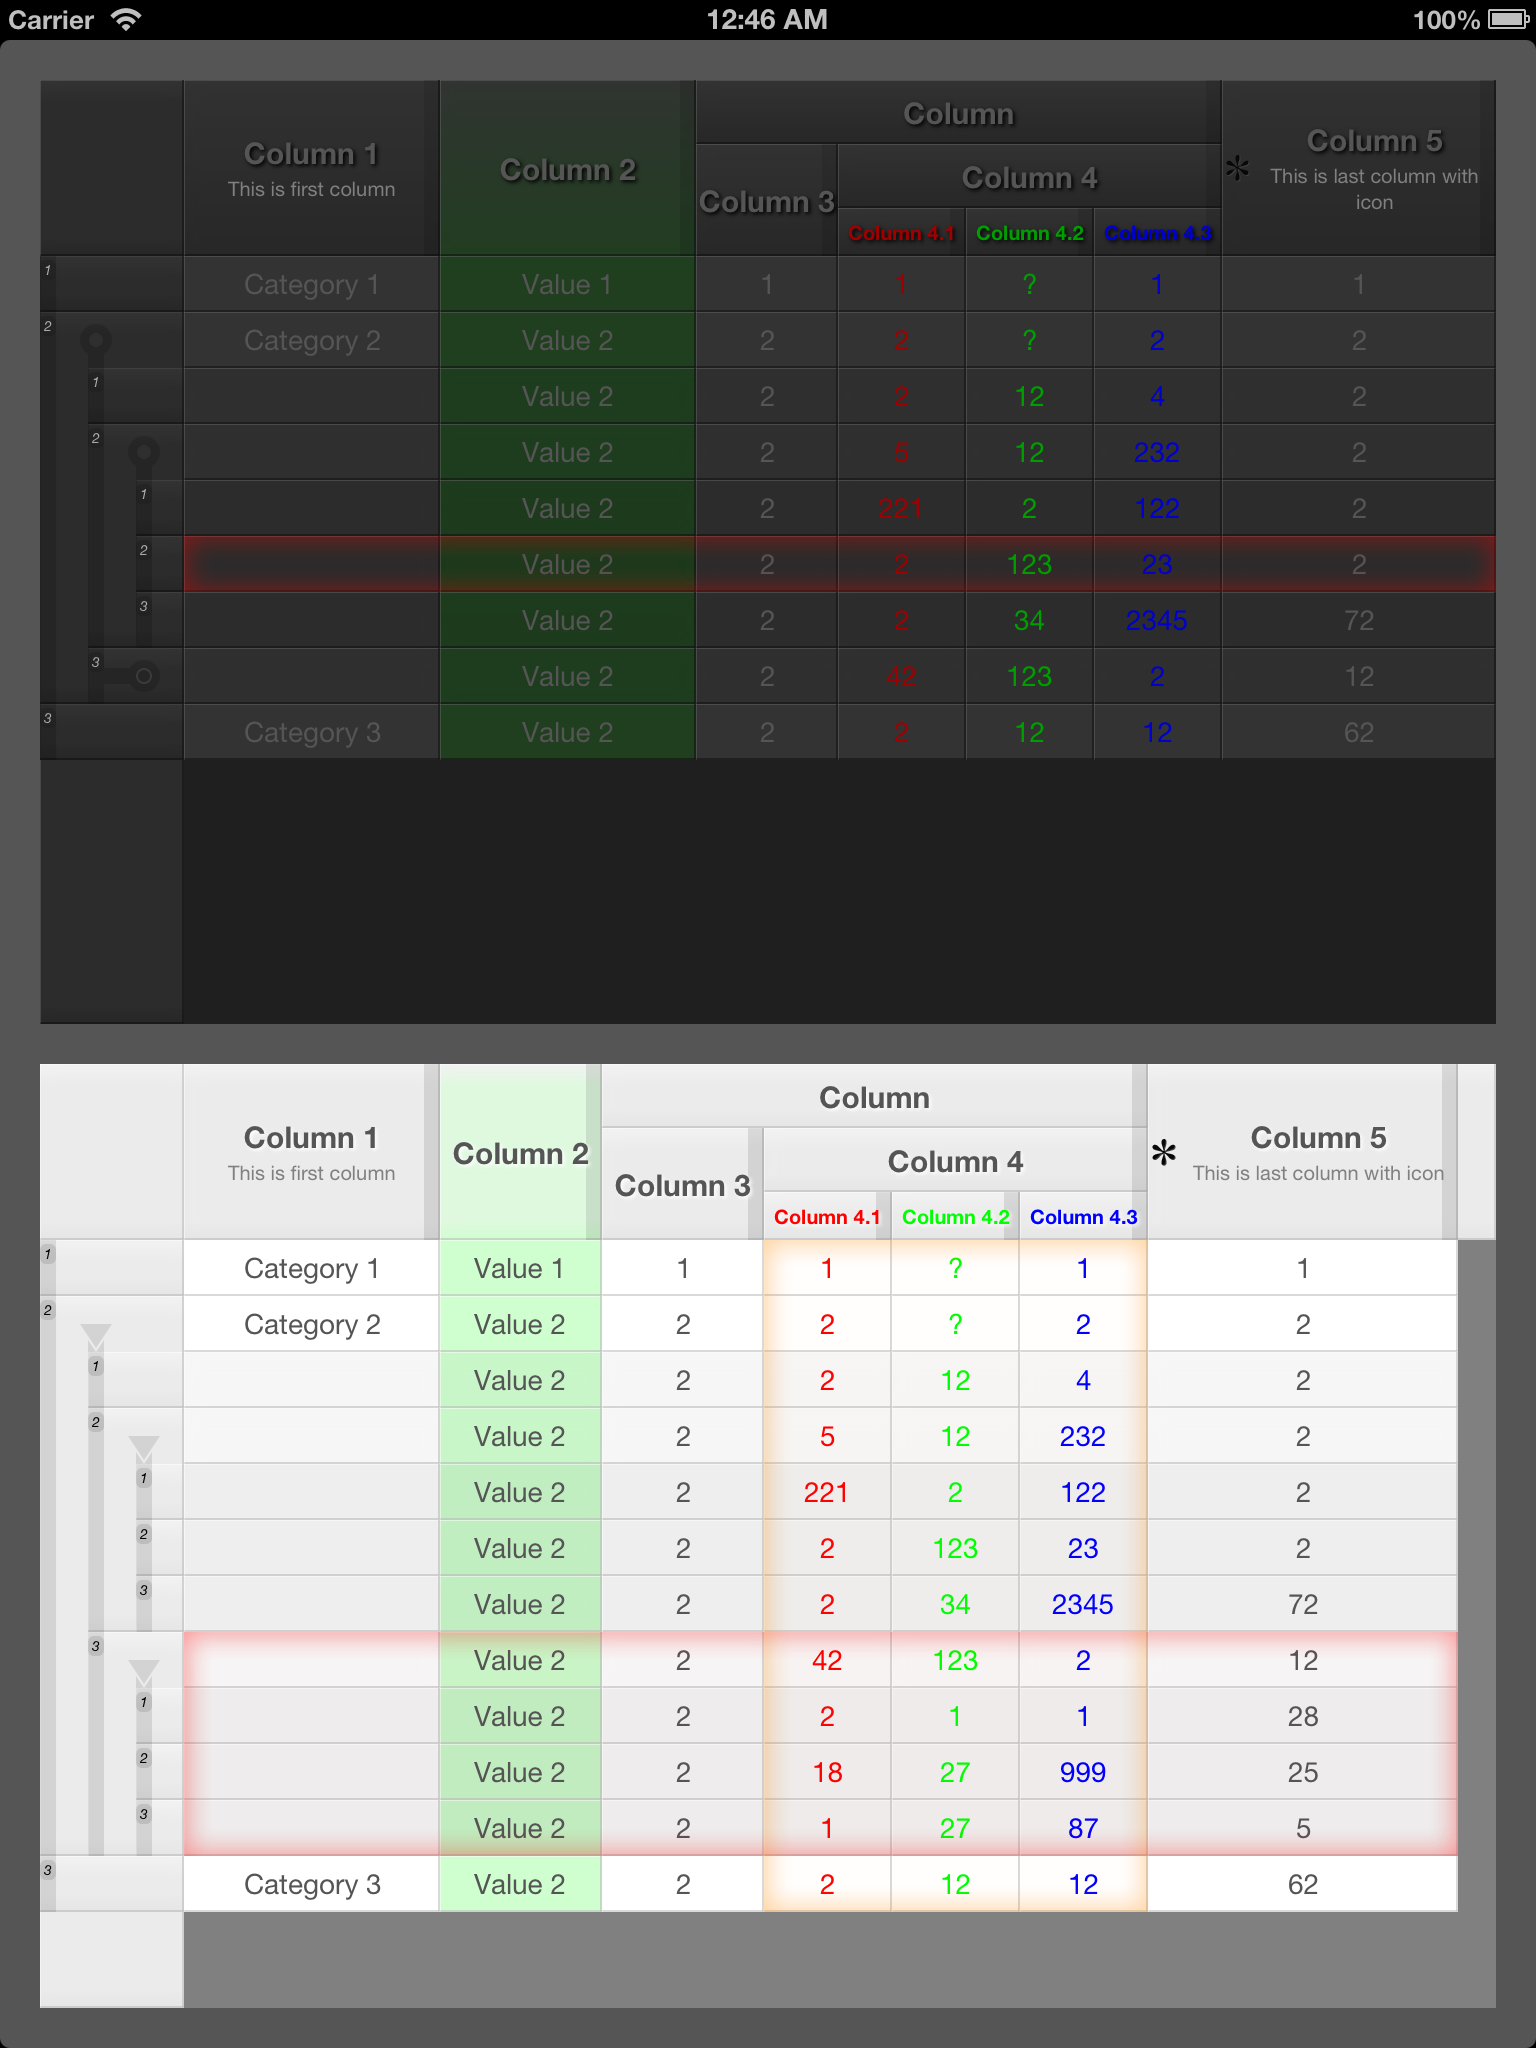 Carrier 12:46 AM 100%
Column
Column 1 Column 2 Column 5
This is first column Column 3 Column 4 * This is last column with
icon
Column 4.1 Column 4.2 Column 4.3
1 Category 1 Value 1 1 1 ? 1 1
2 Category 2 Value 2 2 2 ? 2 2
1 Value 2 2 2 12 4 2
2 Value 2 2 5 12 232 2
1 Value 2 2 221 2 122 2
2 Value 2 2 2 123 23 2
3 Value 2 2 2 34 2345 72
3 Value 2 2 42 123 2 12
3 Category 3 Value 2 2 2 12 12 62
Column
Column 1 Column 2 Column 5
This is first column Column 3 Column 4 * This is last column with icon
Column 4.1 Column 4.2 Column 4.3
1 Category 1 Value 1 1 1 ? 1 1
2 Category 2 Value 2 2 2 ? 2 2
1 Value 2 2 2 12 4 2
2 Value 2 2 5 12 232 2
1 Value 2 2 221 2 122 2
2 Value 2 2 2 123 23 2
3 Value 2 2 2 34 2345 72
3 Value 2 2 42 123 2 12
1 Value 2 2 2 1 1 28
2 Value 2 2 18 27 999 25
3 Value 2 2 1 27 87 5
3 Category 3 Value 2 2 2 12 12 62